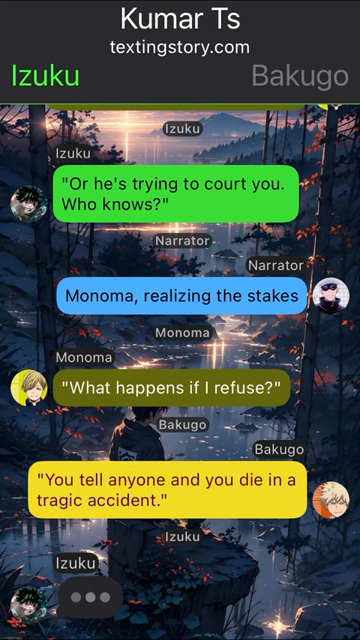 Kumar Ts
textingstory.com
Izuku Bakugo
Izuku
Izuku
"Or he's trying to court you.
Who knows?"
Narrator
Narrator
Monoma, realizing the stakes
Monoma
Monoma
"What happens if I refuse?"
Bakugo
Bakugo
"You tell anyone and you die in a
tragic accident."
Izuku
Izuku